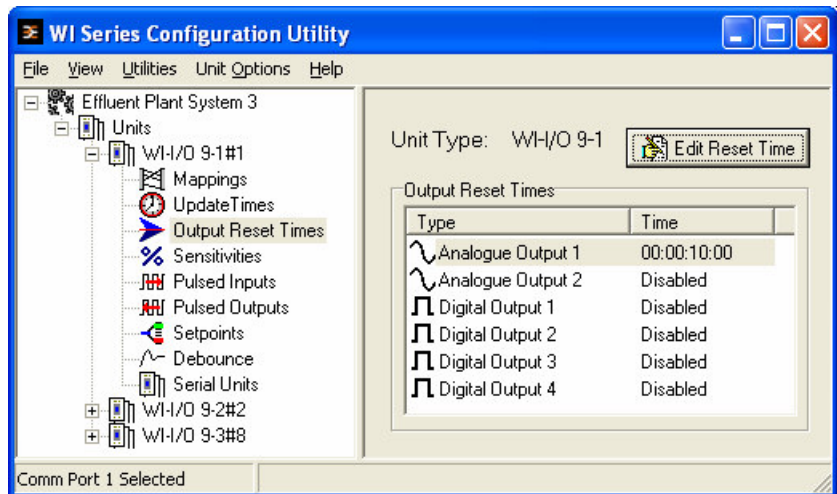 WI Series Configuration Utility
File View Utilities Unit Options Help
Effluent Plant System 3
Units
WI-I/O 9-1#1
Mappings
UpdateTimes
Output Reset Times
Sensitivities
Pulsed Inputs
Pulsed Outputs
Setpoints
Debounce
Serial Units
WI-I/O 9-2#2
WI-I/O 9-3#8
Unit Type: WI-I/O 9-1
Edit Reset Time
Output Reset Times
Type Time
Analogue Output 1 00:00:10:00
Analogue Output 2 Disabled
Digital Output 1 Disabled
Digital Output 2 Disabled
Digital Output 3 Disabled
Digital Output 4 Disabled
Comm Port 1 Selected